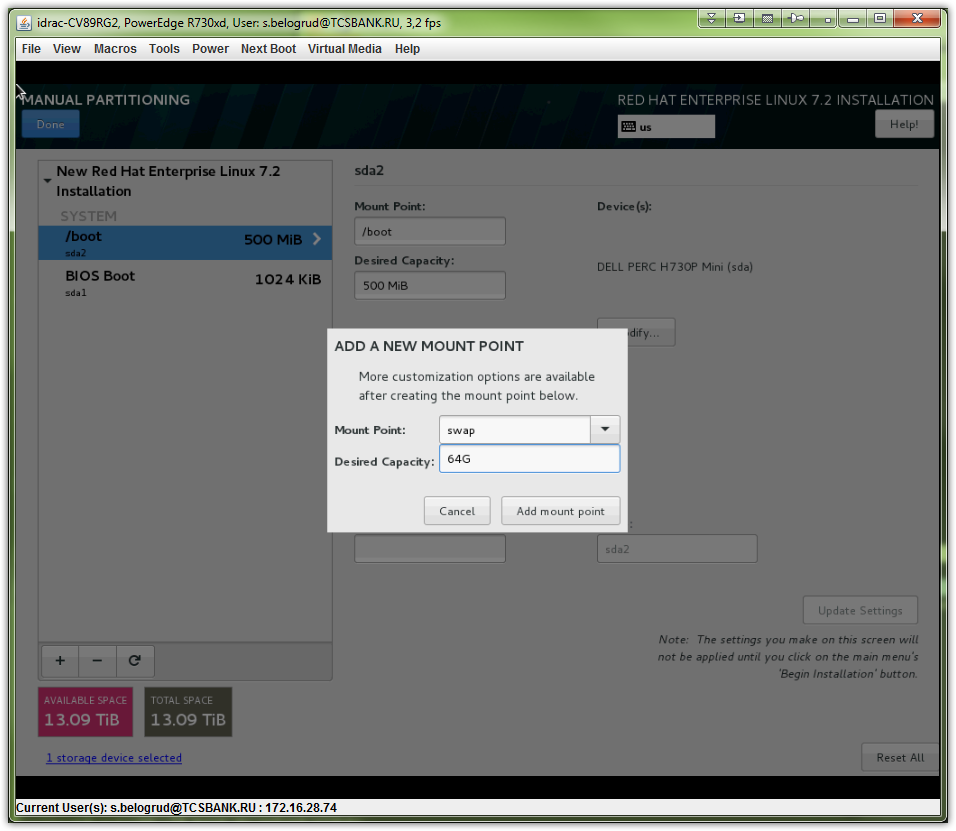 idrac-CV89RG2, PowerEdge R730xd, User: s.belogrud@TCSBANK.RU, 3,2 fps
File View Macros Tools Power Next Boot Virtual Media Help
MANUAL PARTITIONING
RED HAT ENTERPRISE LINUX 7.2 INSTALLATION
Done
us
Help!
New Red Hat Enterprise Linux 7.2
Installation
SYSTEM
/boot
500 MiB
sda2
BIOS Boot
1024 KiB
sda1
sda2
Mount Point:
Device(s):
/boot
Desired Capacity:
DELL PERC H730P Mini (sda)
500 MiB
dify...
ADD A NEW MOUNT POINT
More customization options are available
after creating the mount point below.
Mount Point:
swap
Desired Capacity:
64G
Cancel
Add mount point
:
sda2
Update Settings
Note: The settings you make on this screen will
not be applied until you click on the main menu's
'Begin Installation' button.
+ −
AVAILABLE SPACE
13.09 TiB
TOTAL SPACE
13.09 TiB
1 storage device selected
Reset All
Current User(s): s.belogrud@TCSBANK.RU : 172.16.28.74